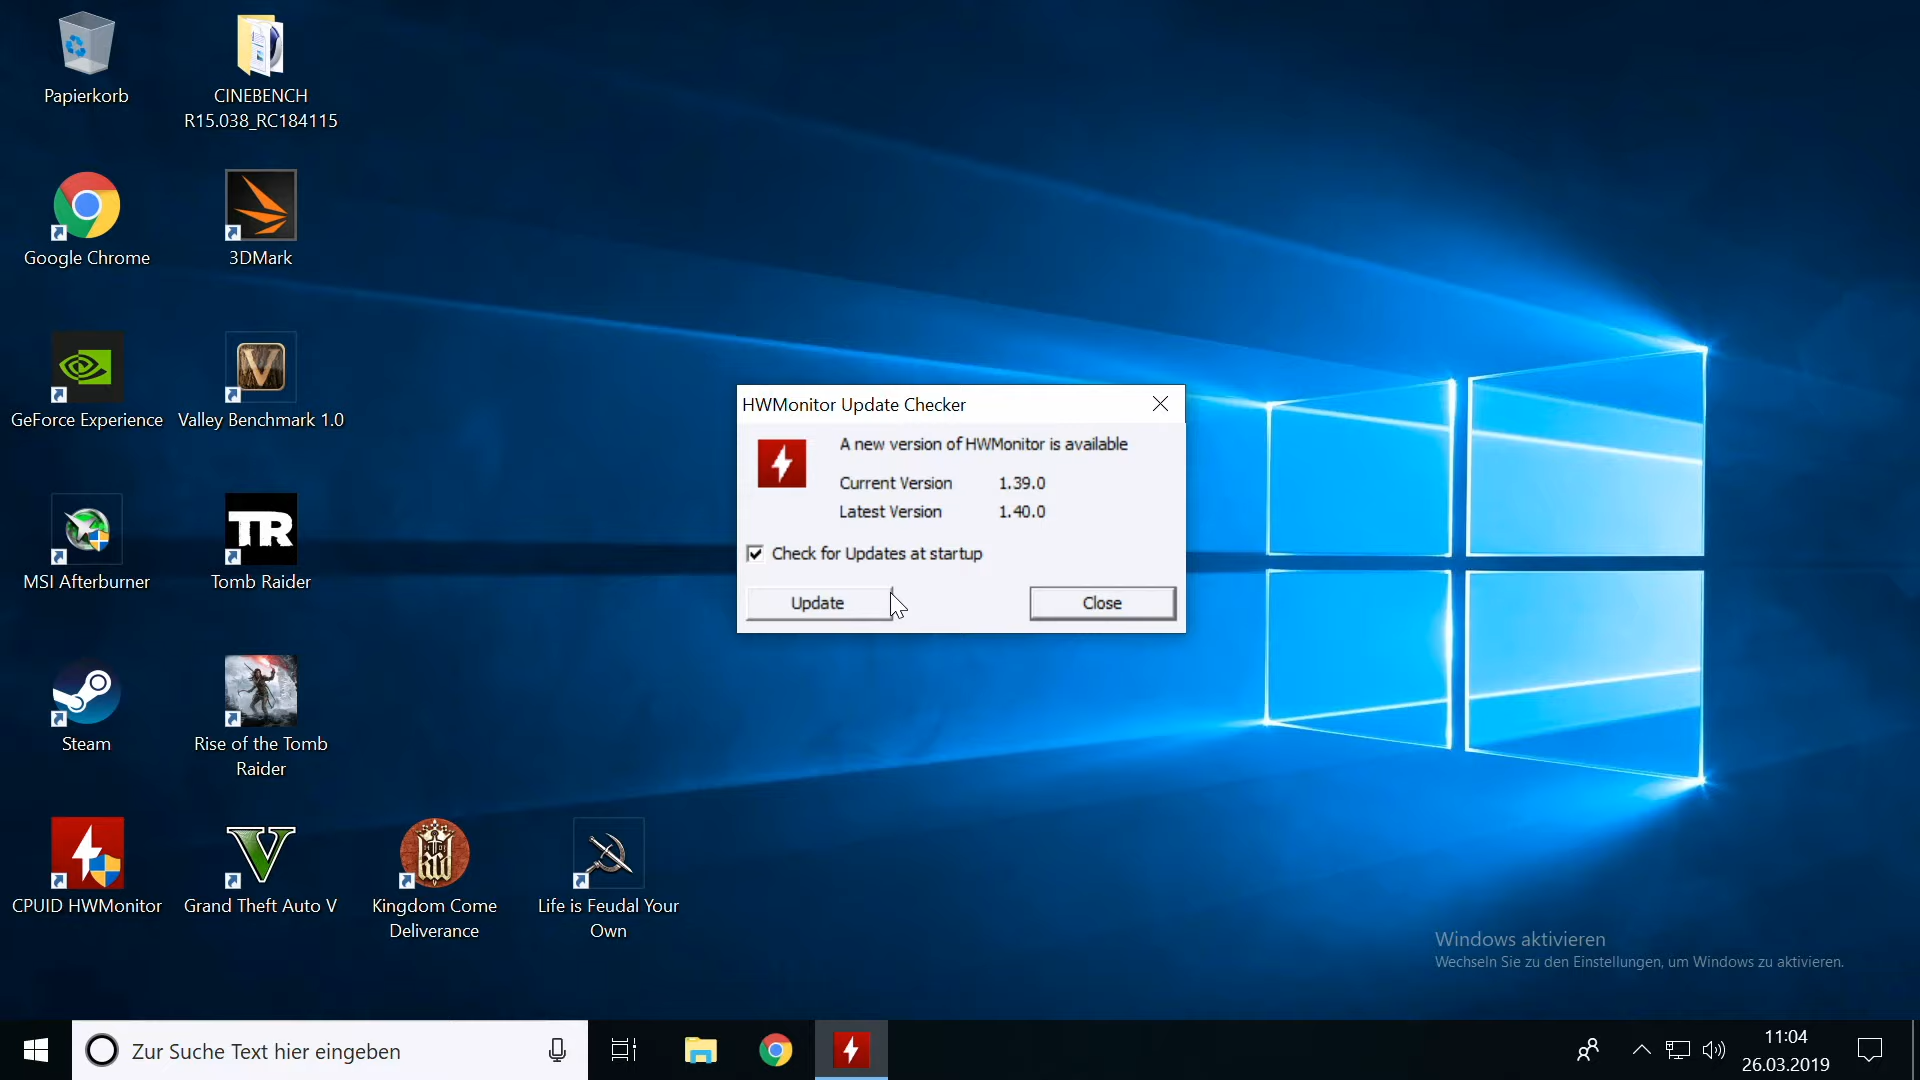 Papierkorb
CINEBENCH
R15.038_RC184115
Google Chrome
3DMark
GeForce Experience
Valley Benchmark 1.0
MSI Afterburner
TR
Tomb Raider
Steam
Rise of the Tomb
Raider
CPUID HWMonitor
Grand Theft Auto V
Kingdom Come
Deliverance
Life is Feudal Your
Own
HWMonitor Update Checker
A new version of HWMonitor is available
Current Version 1.39.0
Latest Version 1.40.0
Check for Updates at startup
Update
Close
Windows aktivieren
Wechseln Sie zu den Einstellungen, um Windows zu aktivieren.
Zur Suche Text hier eingeben
11:04
26.03.2019